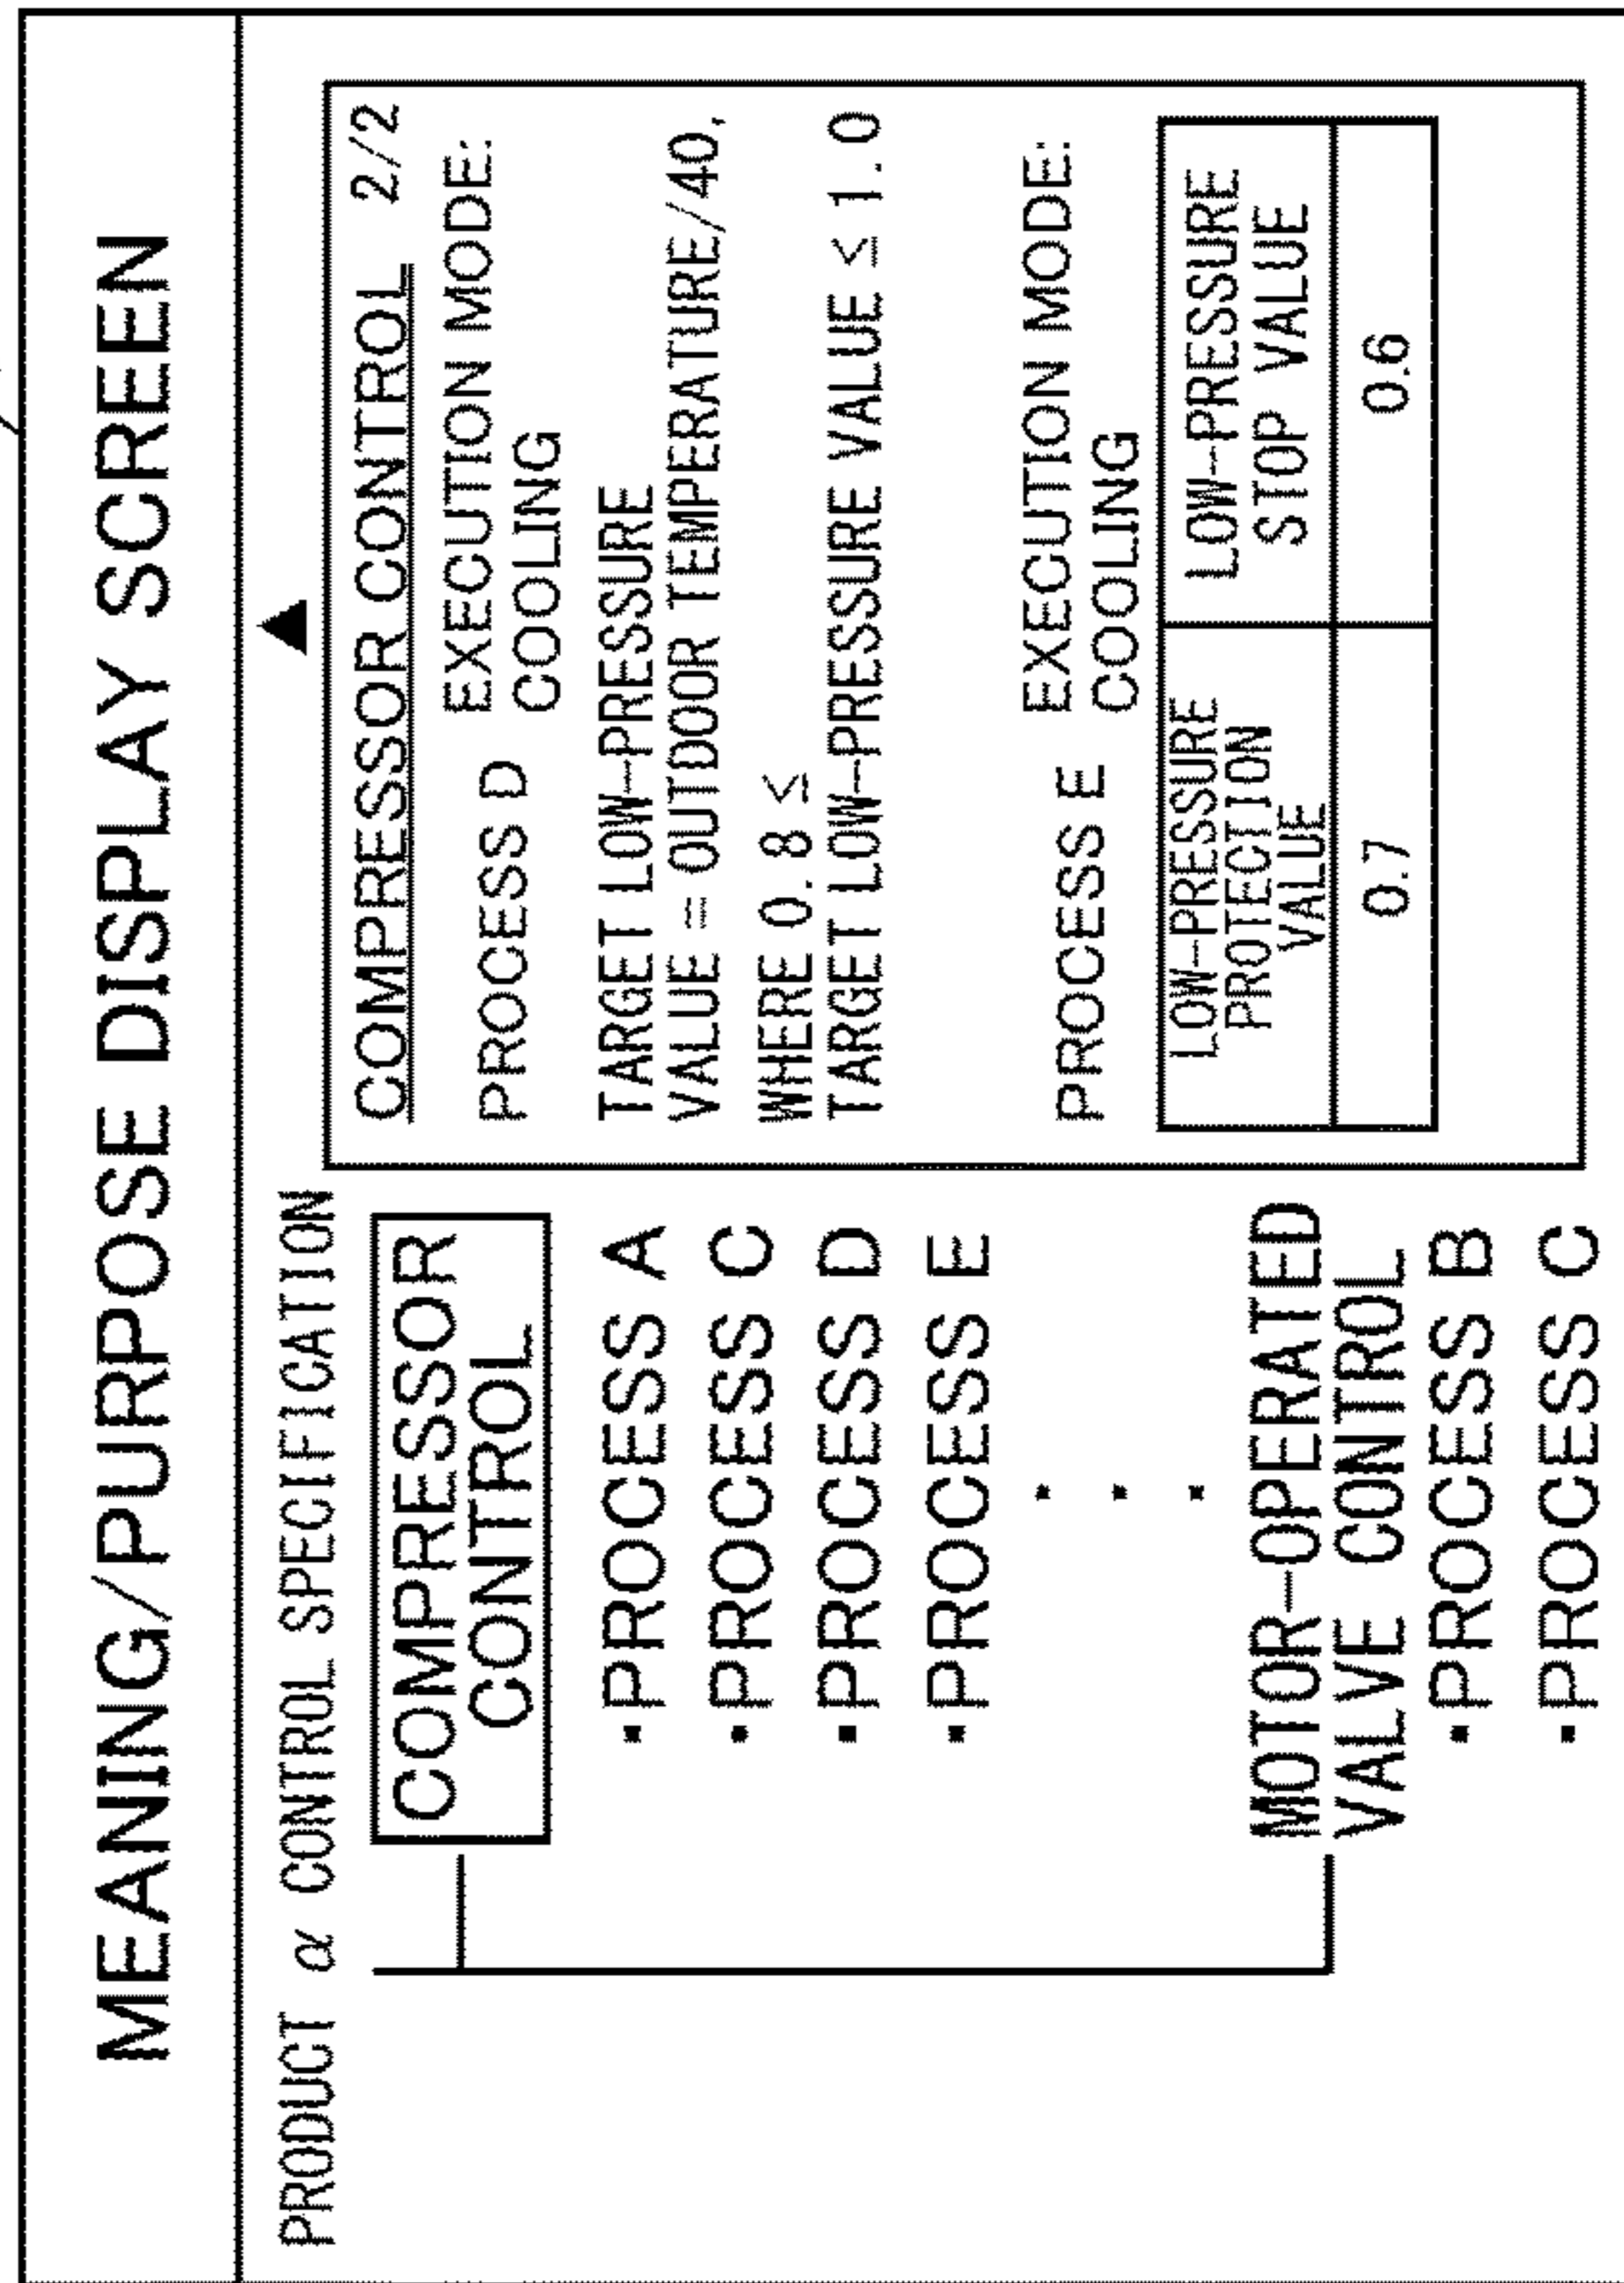 MEANING/PURPOSE DISPLAY SCREEN
PRODUCT α CONTROL SPECIFICATION
COMPRESSOR
CONTROL
·PROCESS A
·PROCESS C
·PROCESS D
·PROCESS E
MOTOR-OPERATED
VALVE CONTROL
·PROCESS B
·PROCESS C
COMPRESSOR CONTROL 2/2
PROCESS D
EXECUTION MODE:
COOLING
TARGET LOW-PRESSURE
VALUE = OUTDOOR TEMPERATURE/40,
WHERE 0.8 ≤
TARGET LOW-PRESSURE VALUE ≤ 1.0
PROCESS E
EXECUTION MODE:
COOLING
LOW-PRESSURE
PROTECTION
VALUE
LOW-PRESSURE
STOP VALUE
0.7
0.6